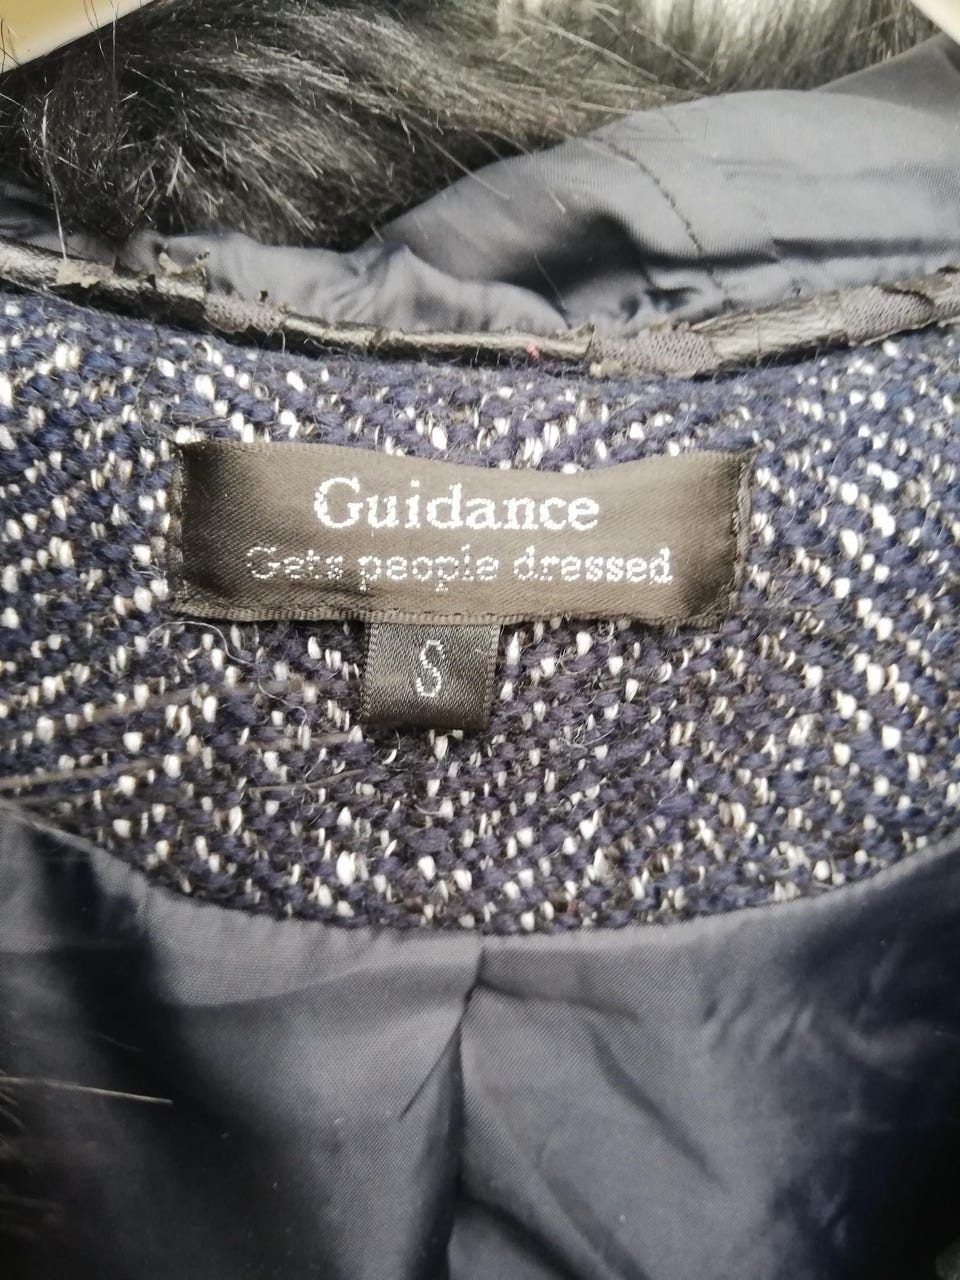 Guidance
Gets people dressed
S